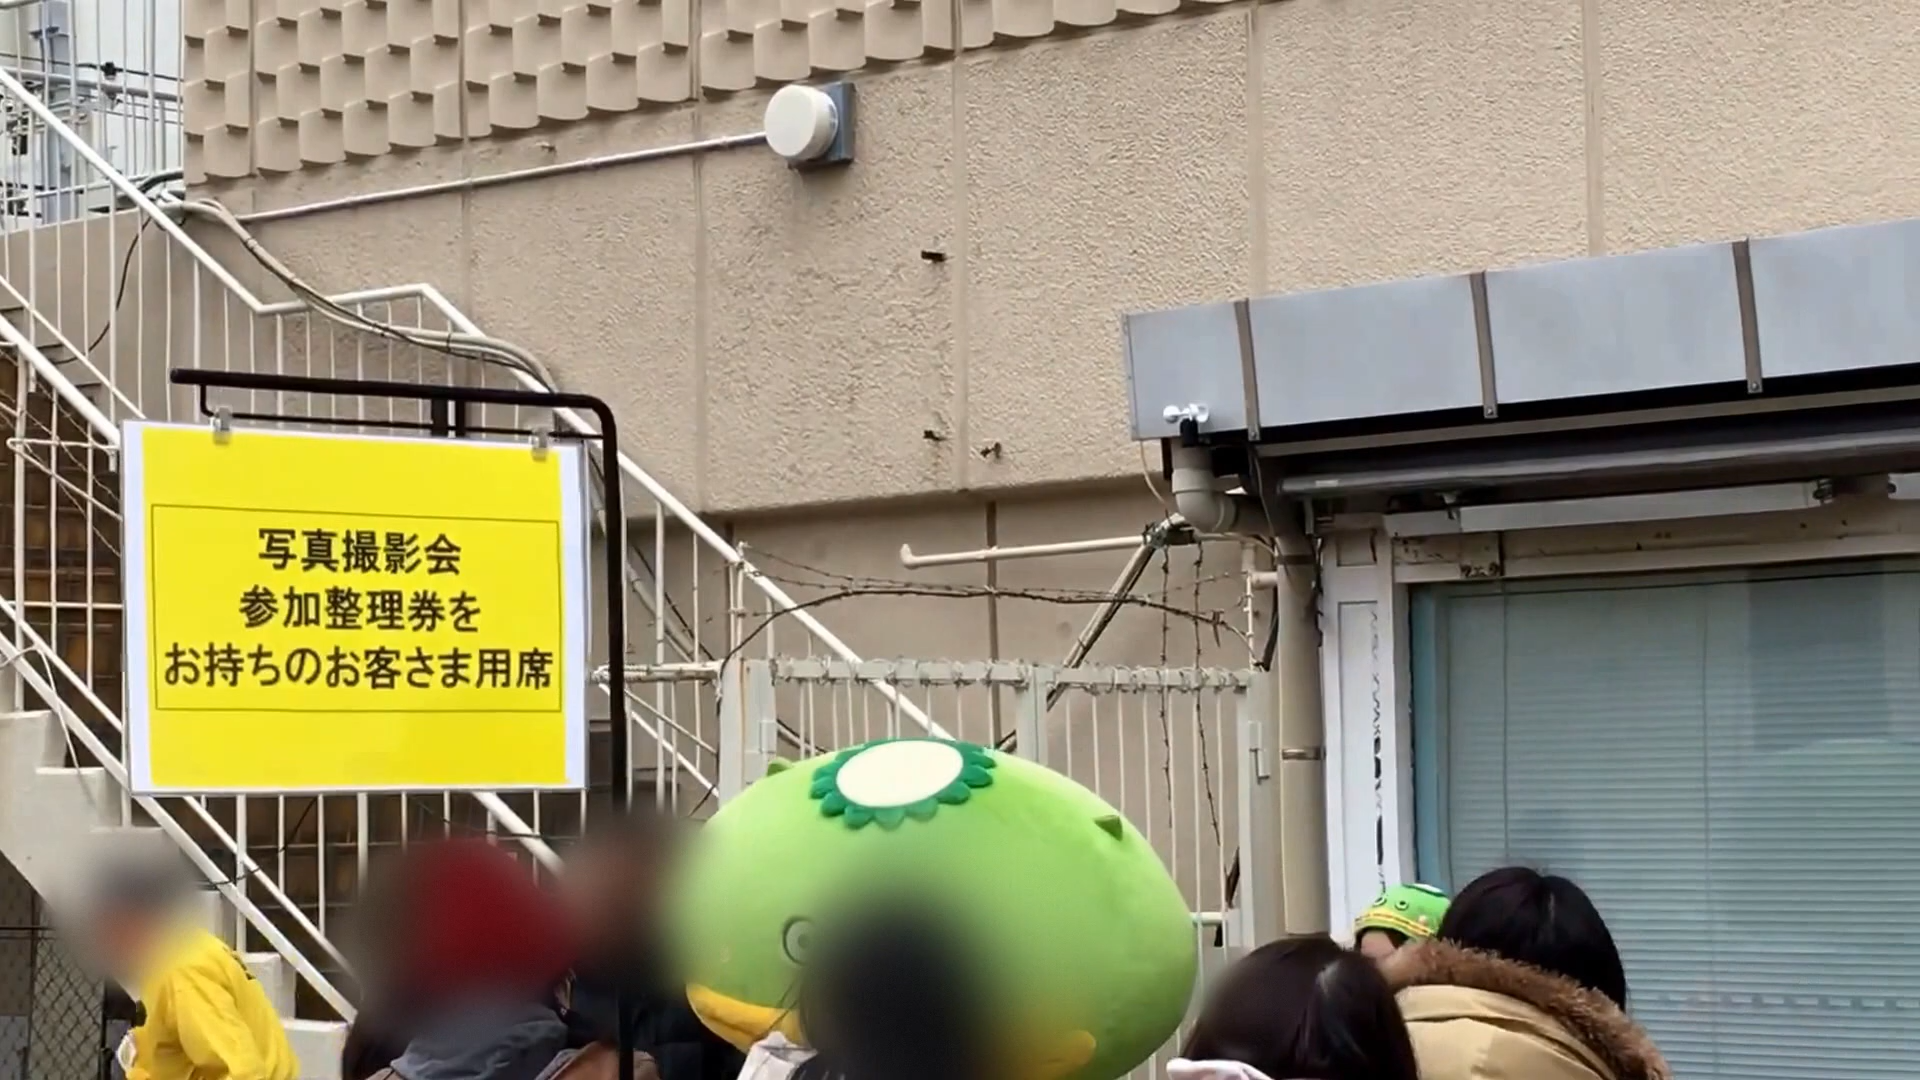 写真撮影会
参加整理券を
お持ちのお客さま用席